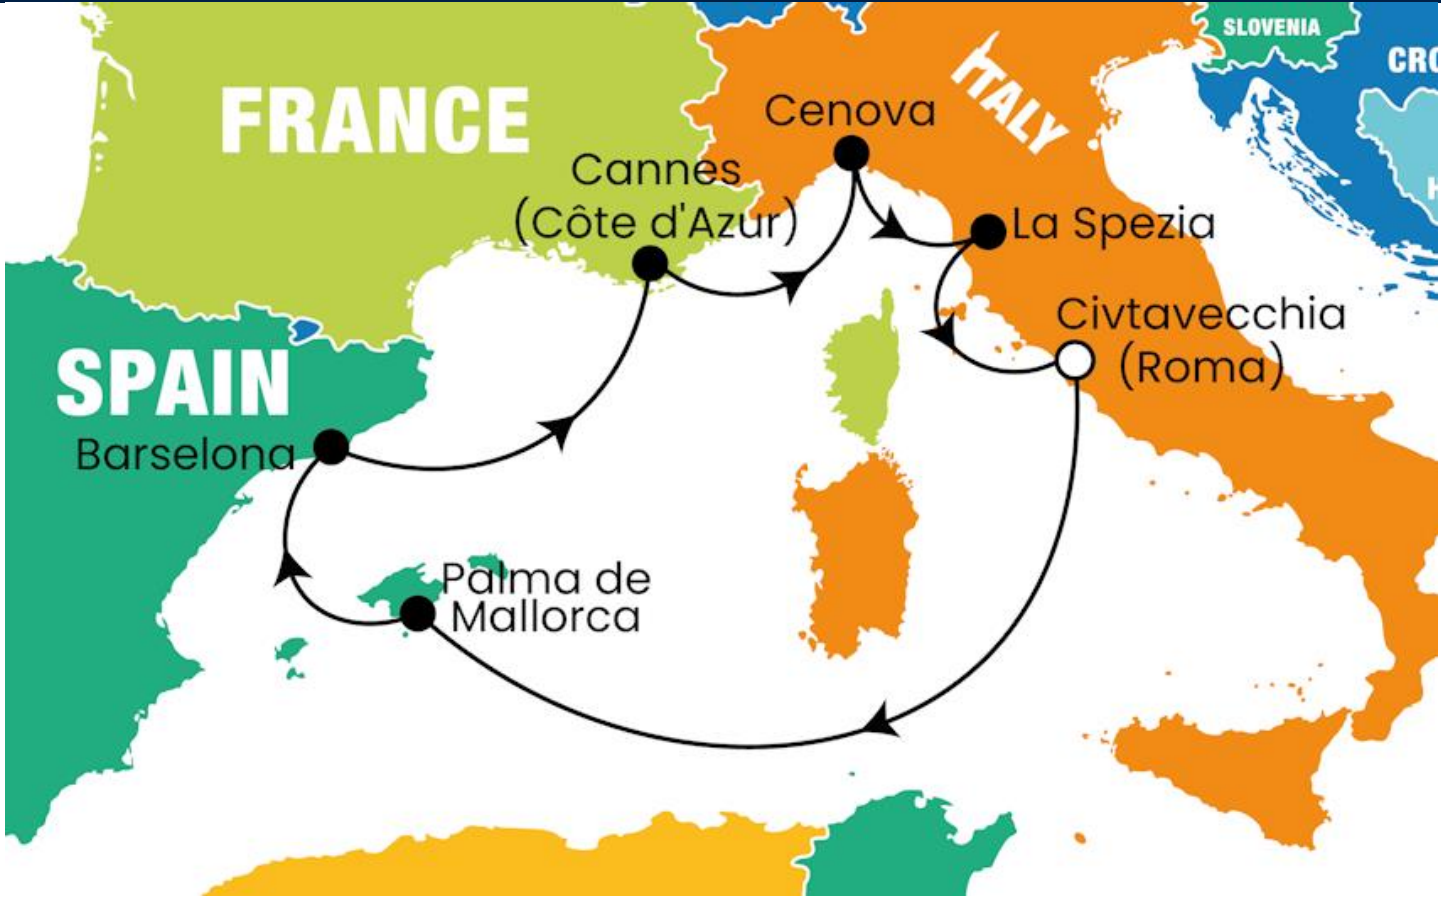 SLOVENIA
CRO
FRANCE
ITALY
Cenova
Cannes
(Côte d'Azur)
La Spezia
Civtavecchia
(Roma)
SPAIN
Barselona
Palma de
Mallorca